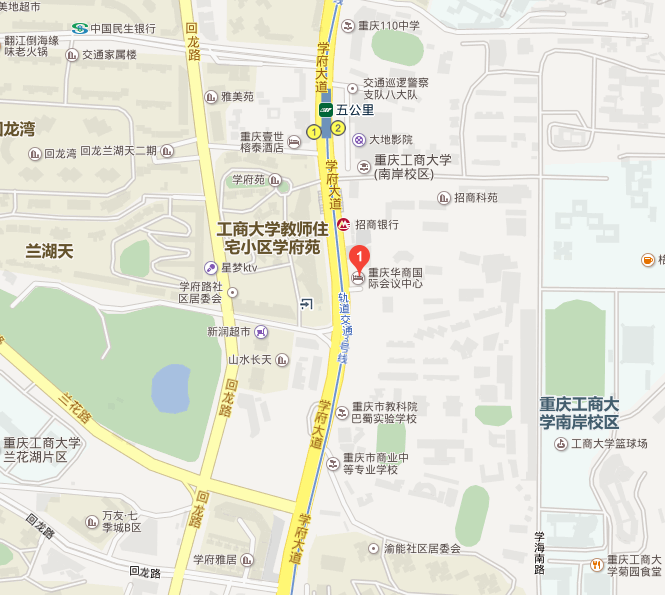 美地超市
中国民生银行
翻江倒海缘
味老火锅
交通家属楼
回龙路
学府大道
重庆110中学
交通巡逻警察
支队八大队
雅美苑
五公里
1
2
回龙湾
回龙湾
回龙兰湖天二期
重庆壹世
榕泰酒店
大地影院
重庆工商大学
(南岸校区)
学府大道
学府苑
招商科苑
工商大学教师住
宅小区学府苑
招商银行
兰湖天
星梦ktv
1
重庆华商国
际会议中心
学府路社
区居委会
轨道交通3号线
新润超市
山水长天
回龙路
兰花路
学府大道
重庆市教科院
巴蜀实验学校
重庆工商大
学南岸校区
工商大学篮球场
重庆工商大学
兰花湖片区
重庆市商业中
等专业学校
回龙路
万友·七
季城B区
回龙路
学府大道
学府雅居
渝能社区居委会
学海南路
重庆工商大
学菊园食堂
回龙路